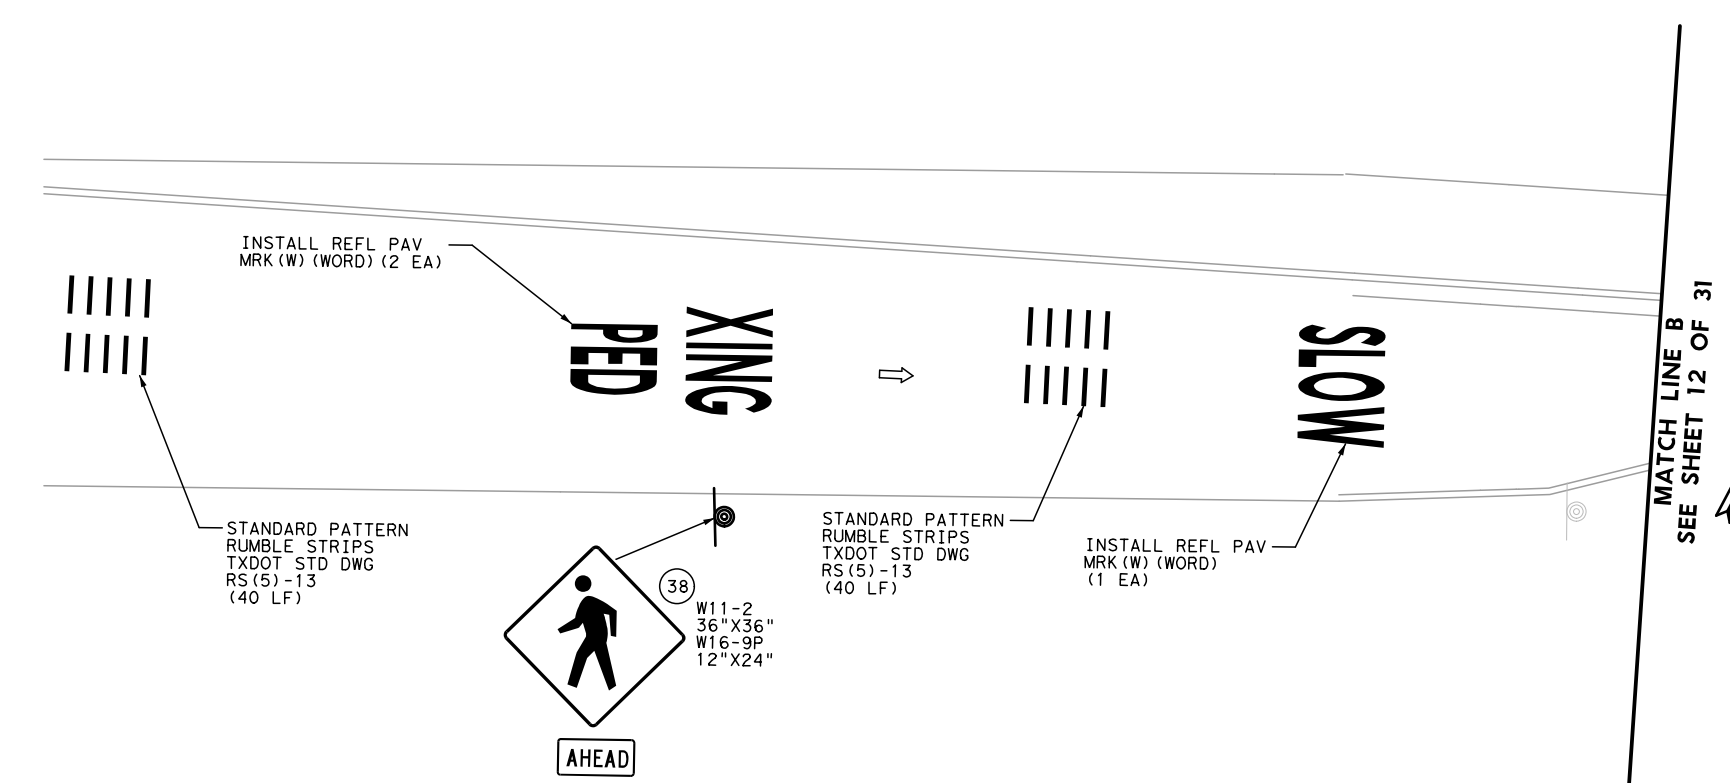 INSTALL REFL PAV
MRK(W)(WORD)(2 EA)
PED
XING
SLOW
STANDARD PATTERN
RUMBLE STRIPS
TXDOT STD DWG
RS(5)-13
(40 LF)
38
W11-2
36"X36"
W16-9P
12"X24"
AHEAD
STANDARD PATTERN
RUMBLE STRIPS
TXDOT STD DWG
RS(5)-13
(40 LF)
INSTALL REFL PAV
MRK(W)(WORD)
(1 EA)
MATCH LINE B
SEE SHEET 12 OF 31